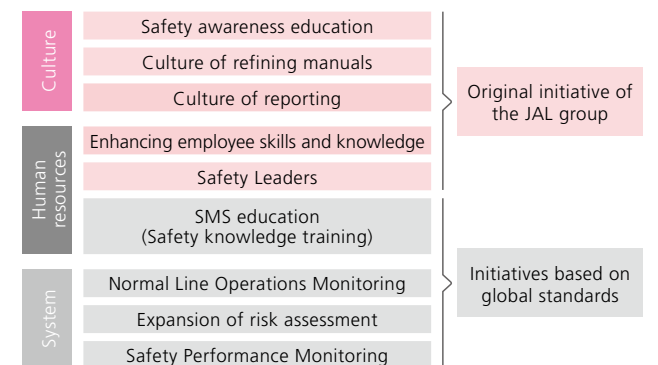 Culture
Safety awareness education
Culture of refining manuals
Culture of reporting
Human
resources
Enhancing employee skills and knowledge
Safety Leaders
SMS education
(Safety knowledge training)
System
Normal Line Operations Monitoring
Expansion of risk assessment
Safety Performance Monitoring
Original initiative of
the JAL group
Initiatives based on
global standards